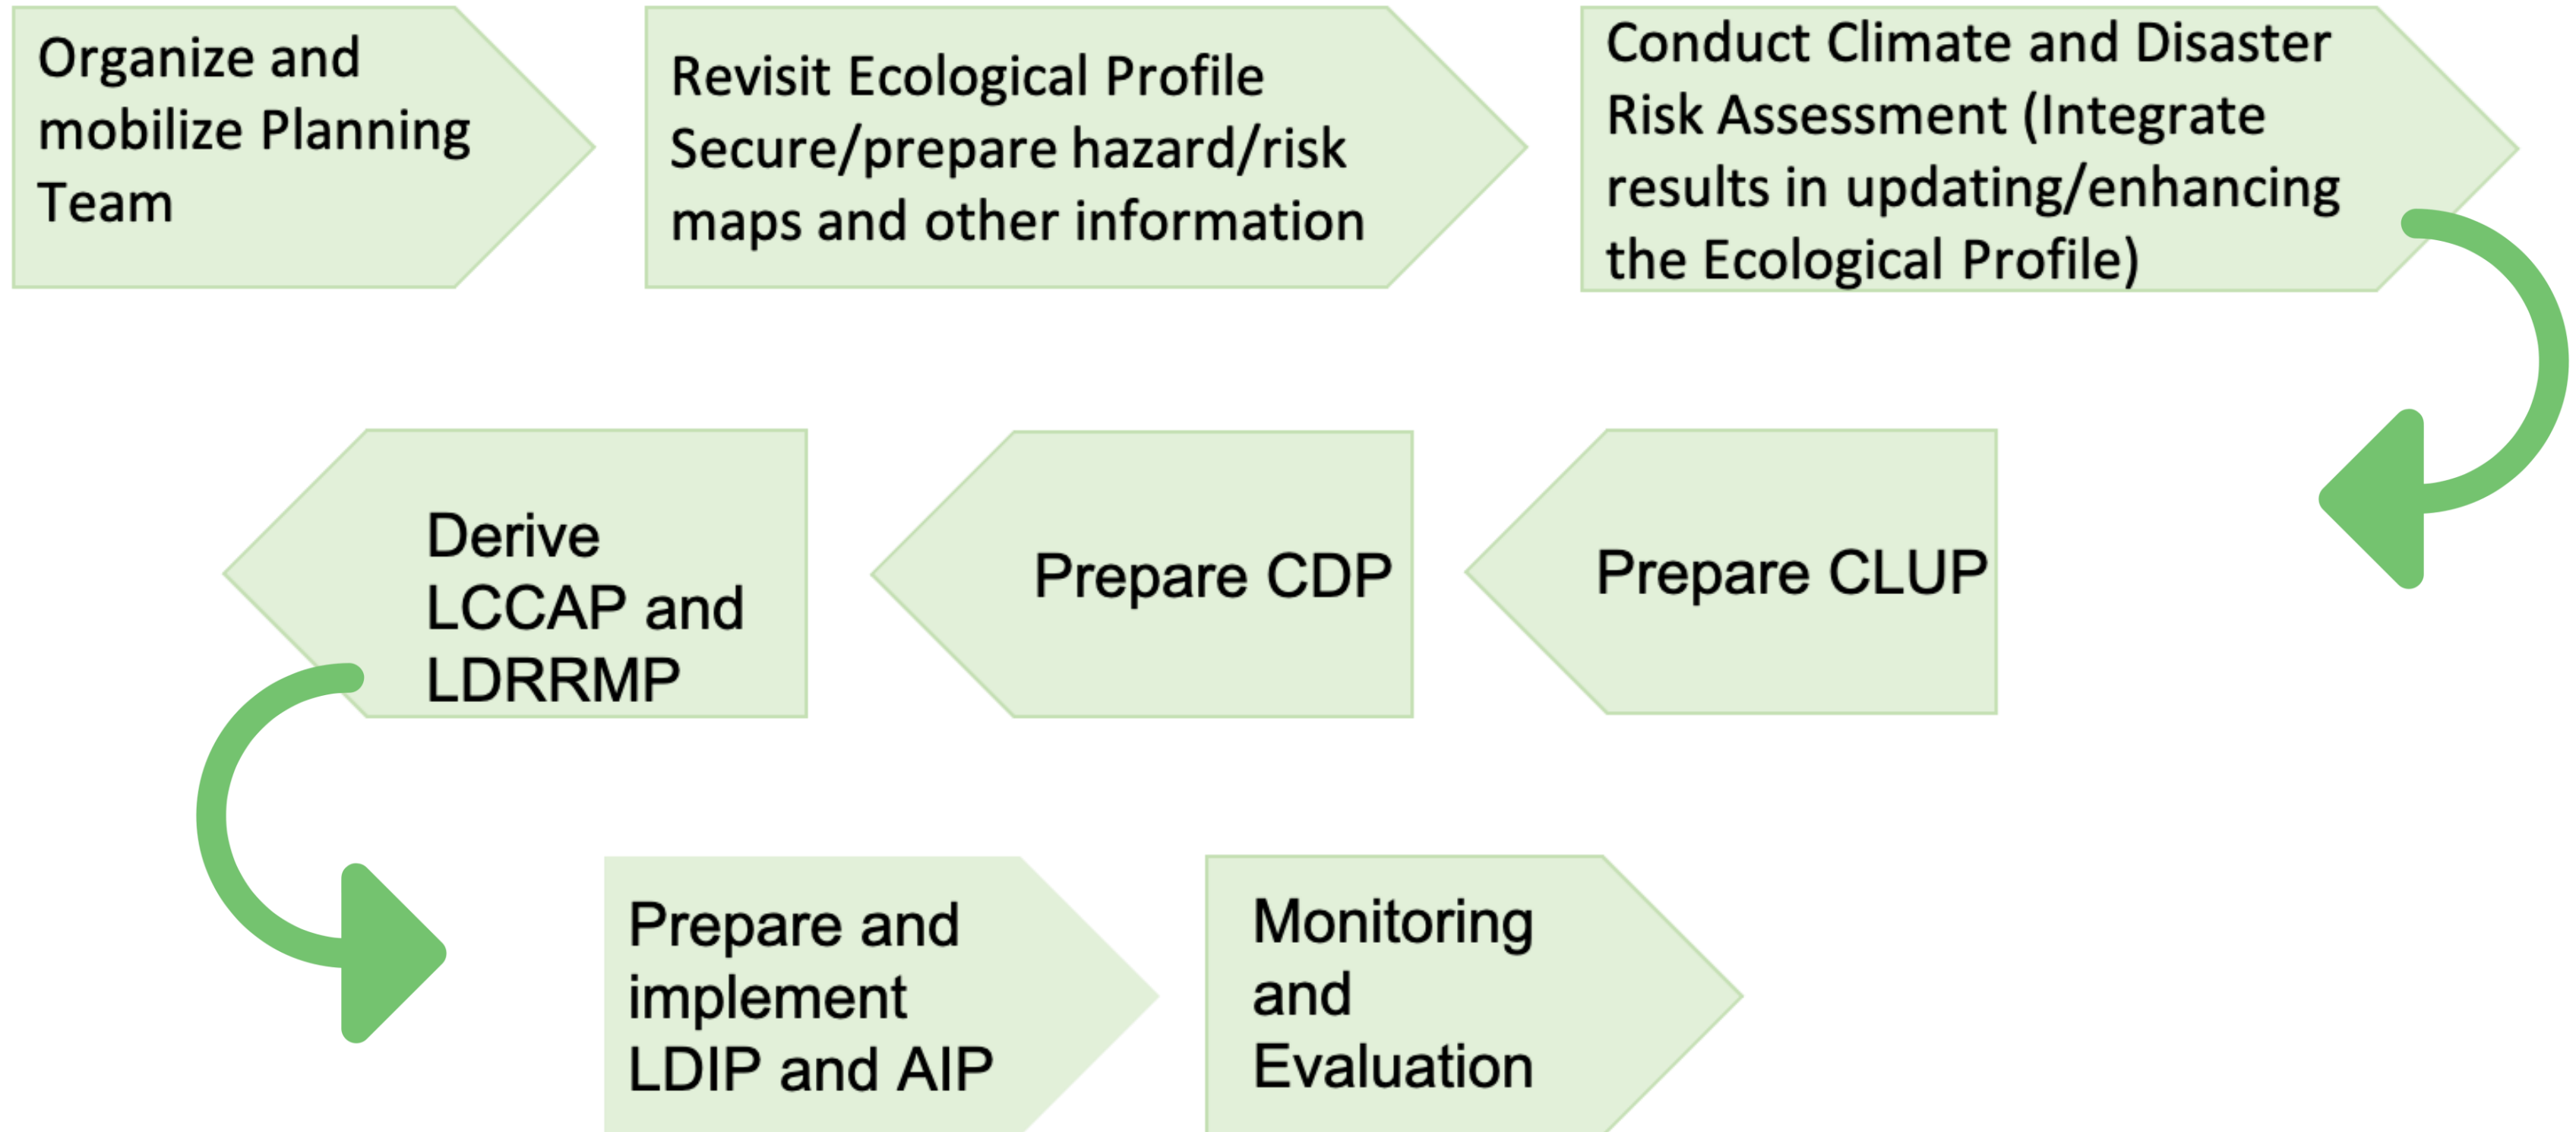 Organize and
mobilize Planning
Team
Revisit Ecological Profile
Secure/prepare hazard/risk
maps and other information
Conduct Climate and Disaster
Risk Assessment (Integrate
results in updating/enhancing
the Ecological Profile)
Prepare CLUP
Prepare CDP
Derive
LCCAP and
LDRRMP
Prepare and
implement
LDIP and AIP
Monitoring
and
Evaluation